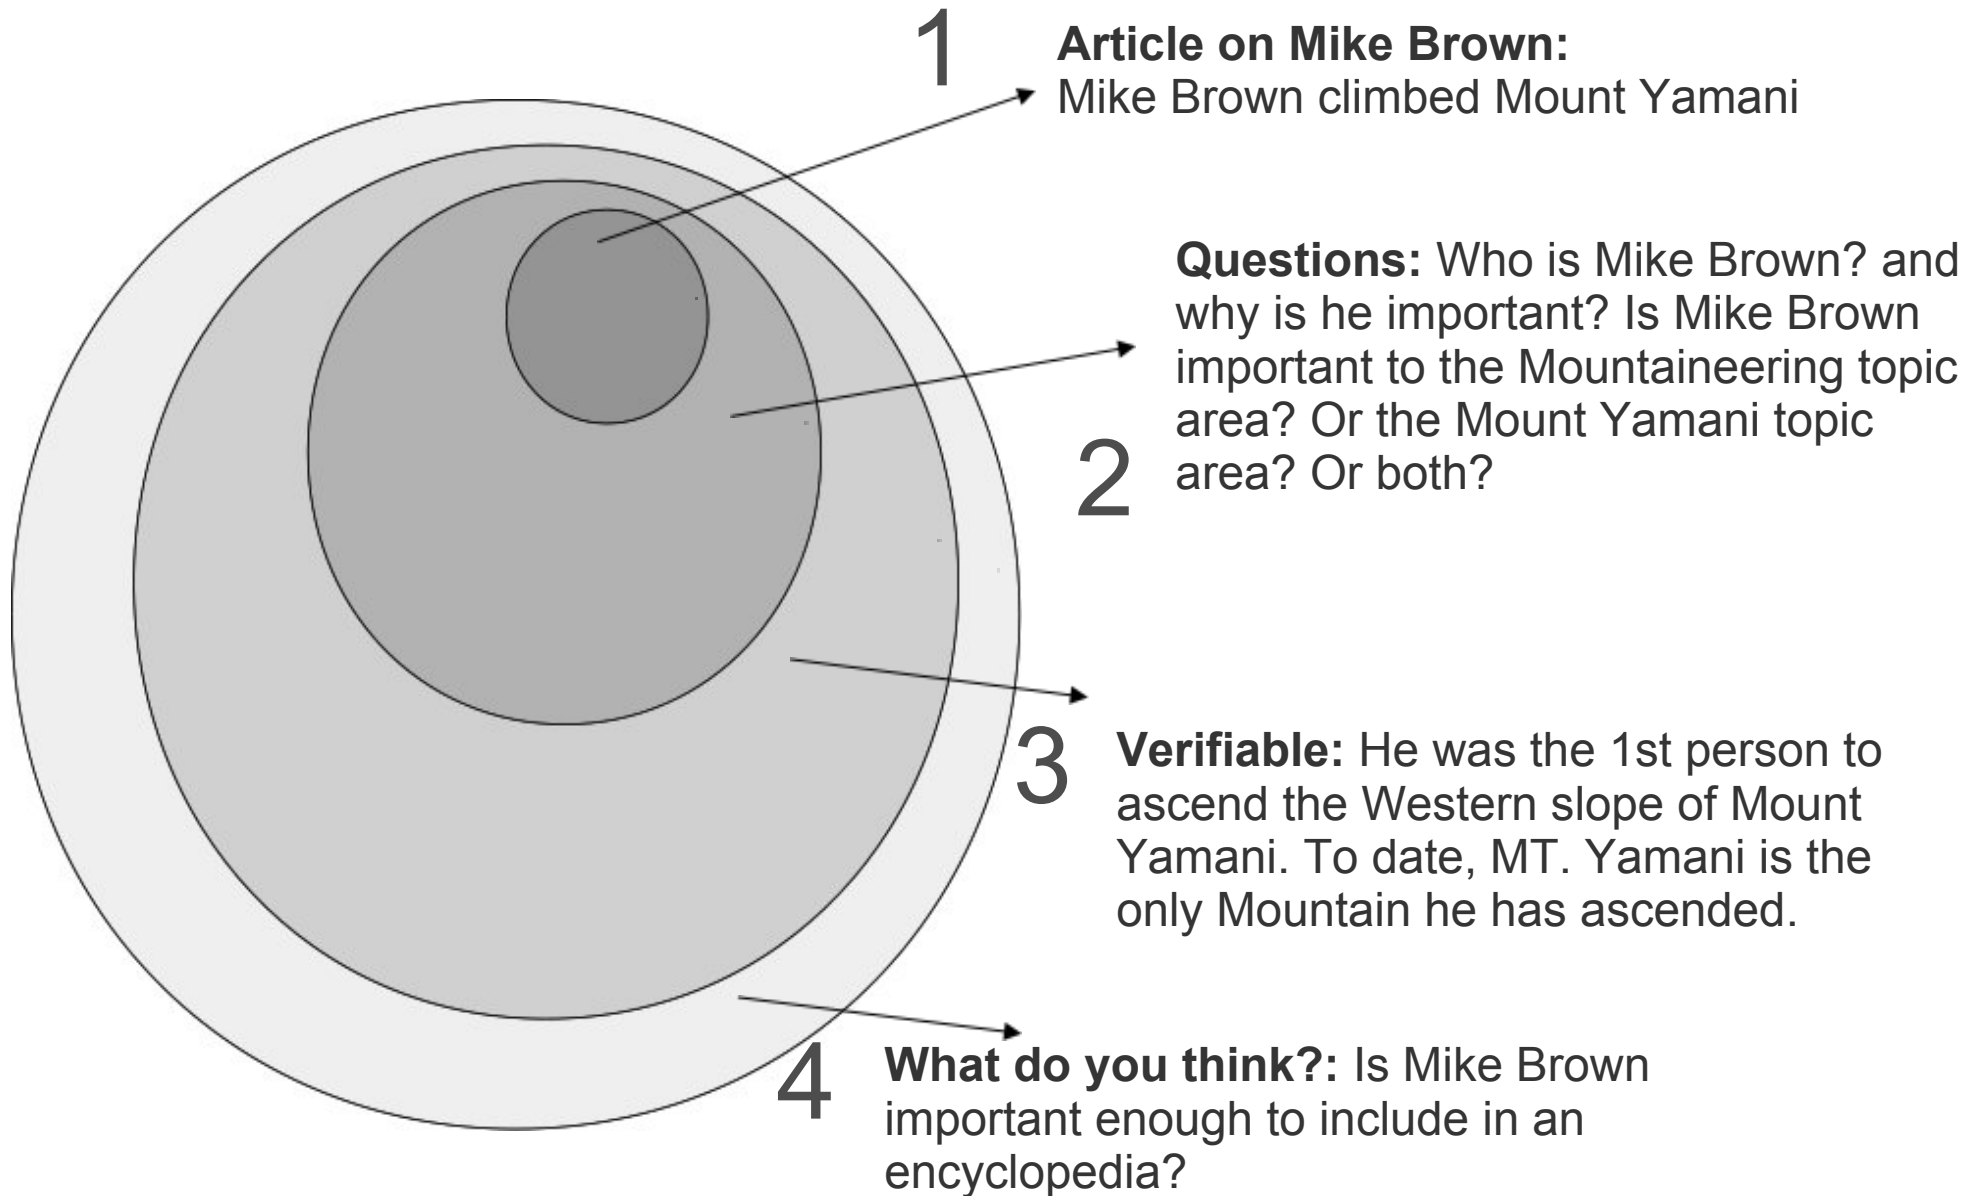 1
Article on Mike Brown:
Mike Brown climbed Mount Yamani
Questions: Who is Mike Brown? and
why is he important? Is Mike Brown
important to the Mountaineering topic
area? Or the Mount Yamani topic
area? Or both?
2
3
Verifiable: He was the 1st person to
ascend the Western slope of Mount
Yamani. To date, MT. Yamani is the
only Mountain he has ascended.
4
What do you think?: Is Mike Brown
important enough to include in an
encyclopedia?